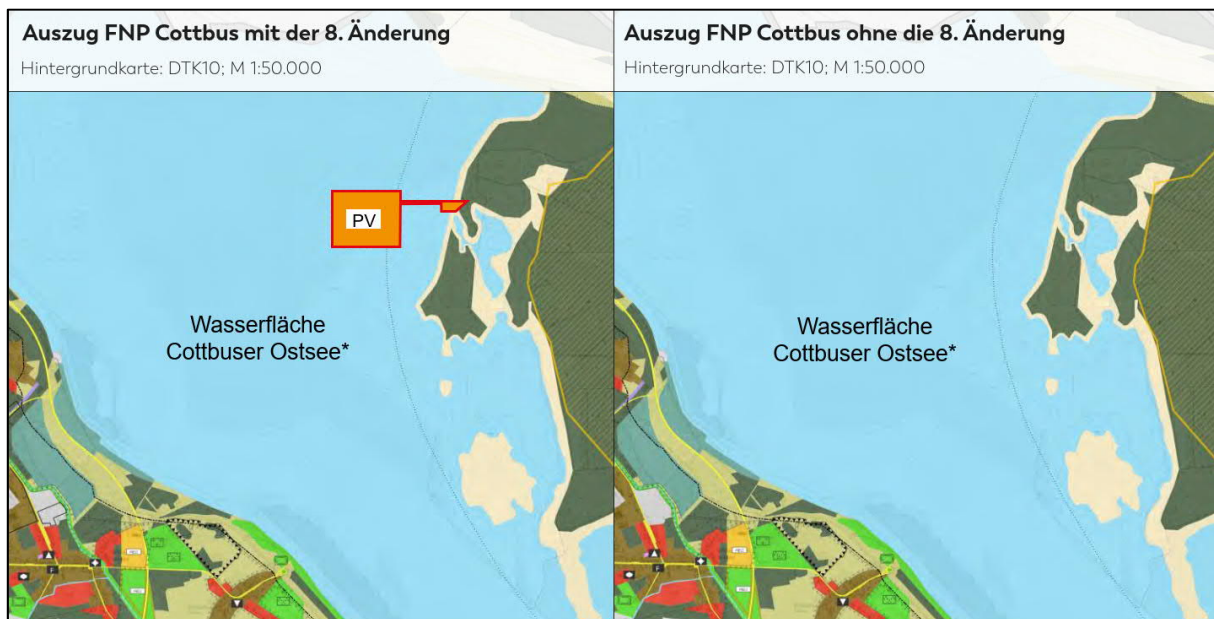 Auszug FNP Cottbus mit der 8. Änderung
Hintergrundkarte: DTK10; M 1:50.000
PV
Wasserfläche
Cottbuser Ostsee*
Auszug FNP Cottbus ohne die 8. Änderung
Hintergrundkarte: DTK10; M 1:50.000
Wasserfläche
Cottbuser Ostsee*